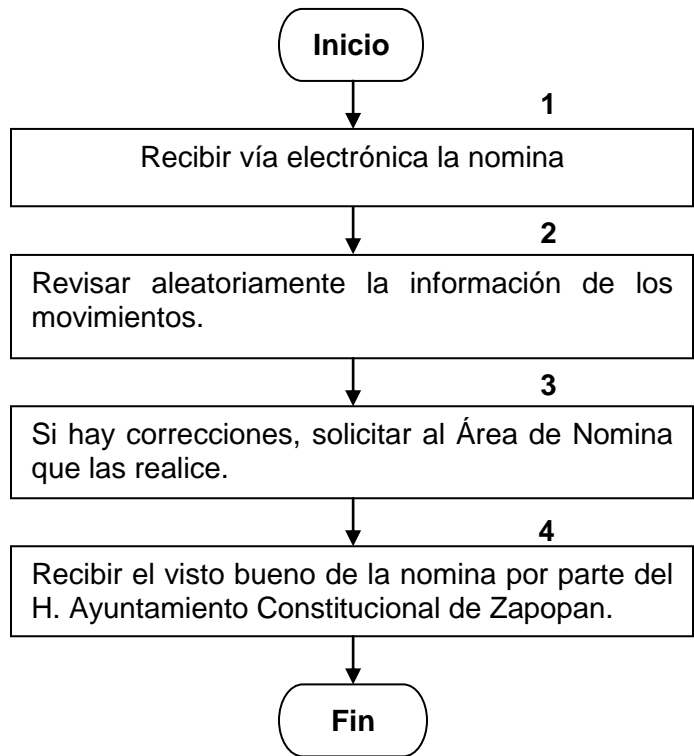 Inicio
1
Recibir vía electrónica la nomina
2
Revisar aleatoriamente la información de los
movimientos.
3
Si hay correcciones, solicitar al Área de Nomina
que las realice.
4
Recibir el visto bueno de la nomina por parte del
H. Ayuntamiento Constitucional de Zapopan.
Fin